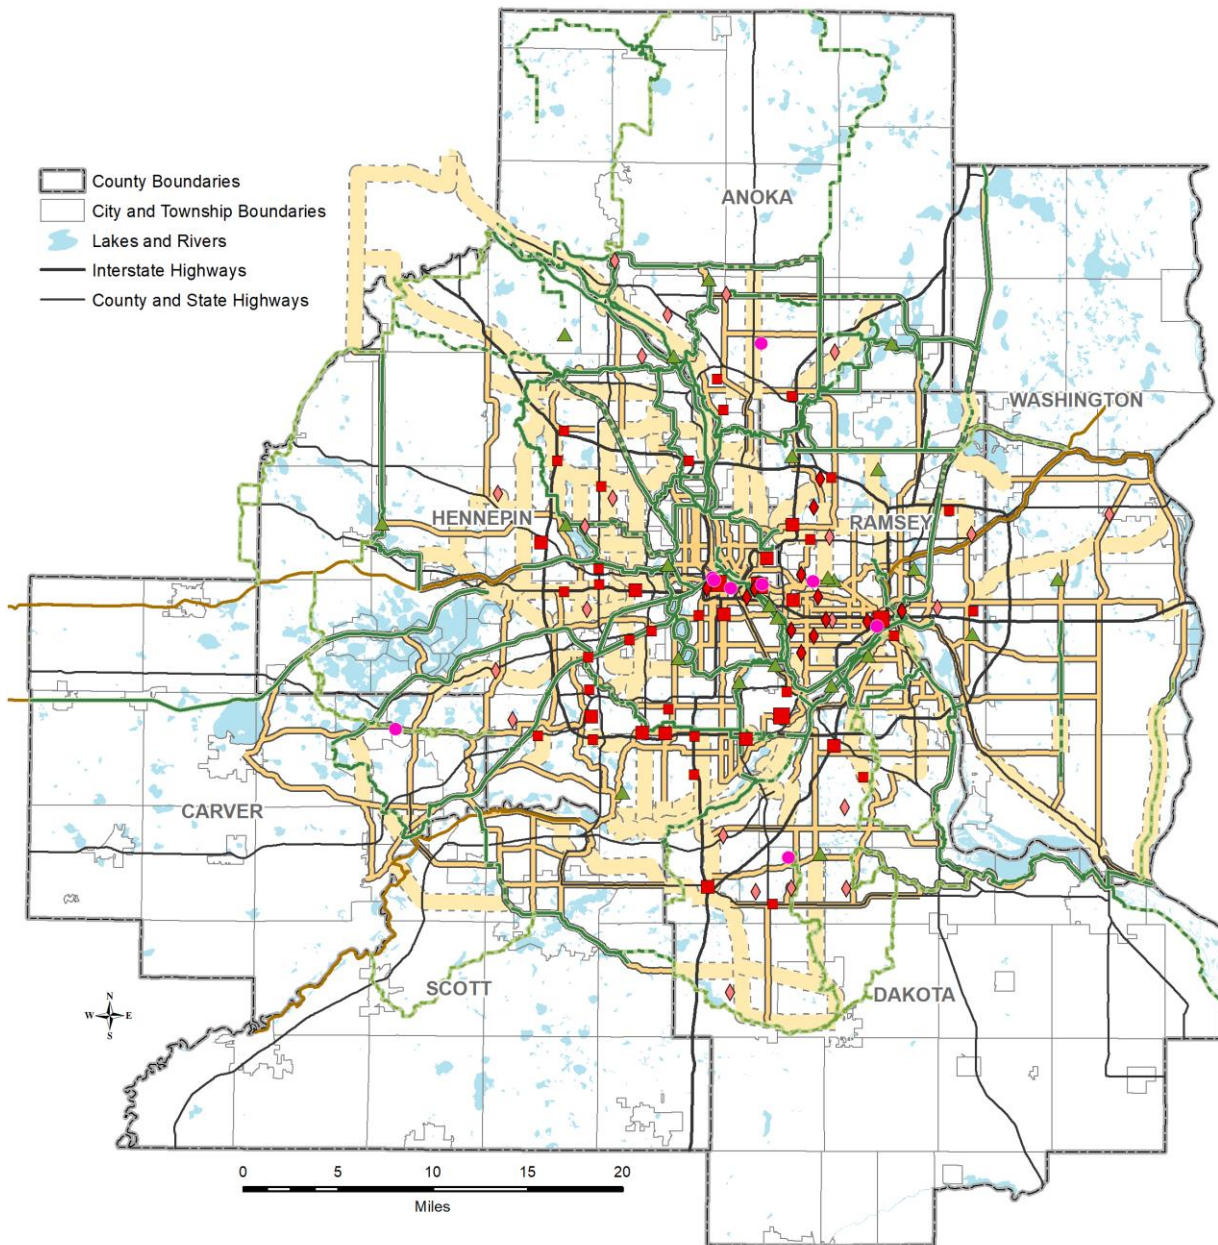 ANOKA
County Boundaries
City and Township Boundaries
Lakes and Rivers
Interstate Highways
County and State Highways
WASHINGTON
HENNEPIN
RAMSEY
CARVER
SCOTT
DAKOTA
N
W E
S
0 5 10 15 20
Miles